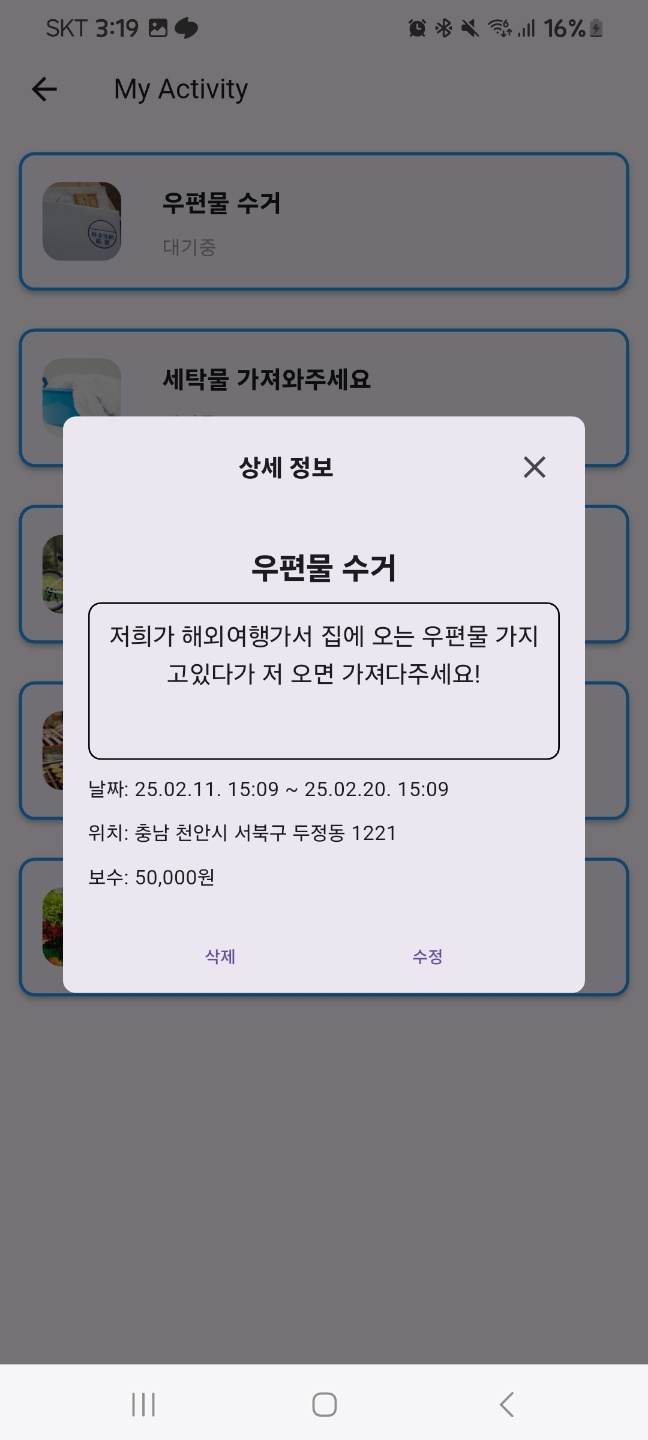 SKT 3:19
16%
My Activity
우편물 수거
대기중
세탁물 가져와주세요
상세 정보
우편물 수거
저희가 해외여행가서 집에 오는 우편물 가지
고있다가 저 오면 가져다주세요!
날짜: 25.02.11. 15:09 ~ 25.02.20. 15:09
위치: 충남 천안시 서북구 두정동 1221
보수: 50,000원
삭제
수정